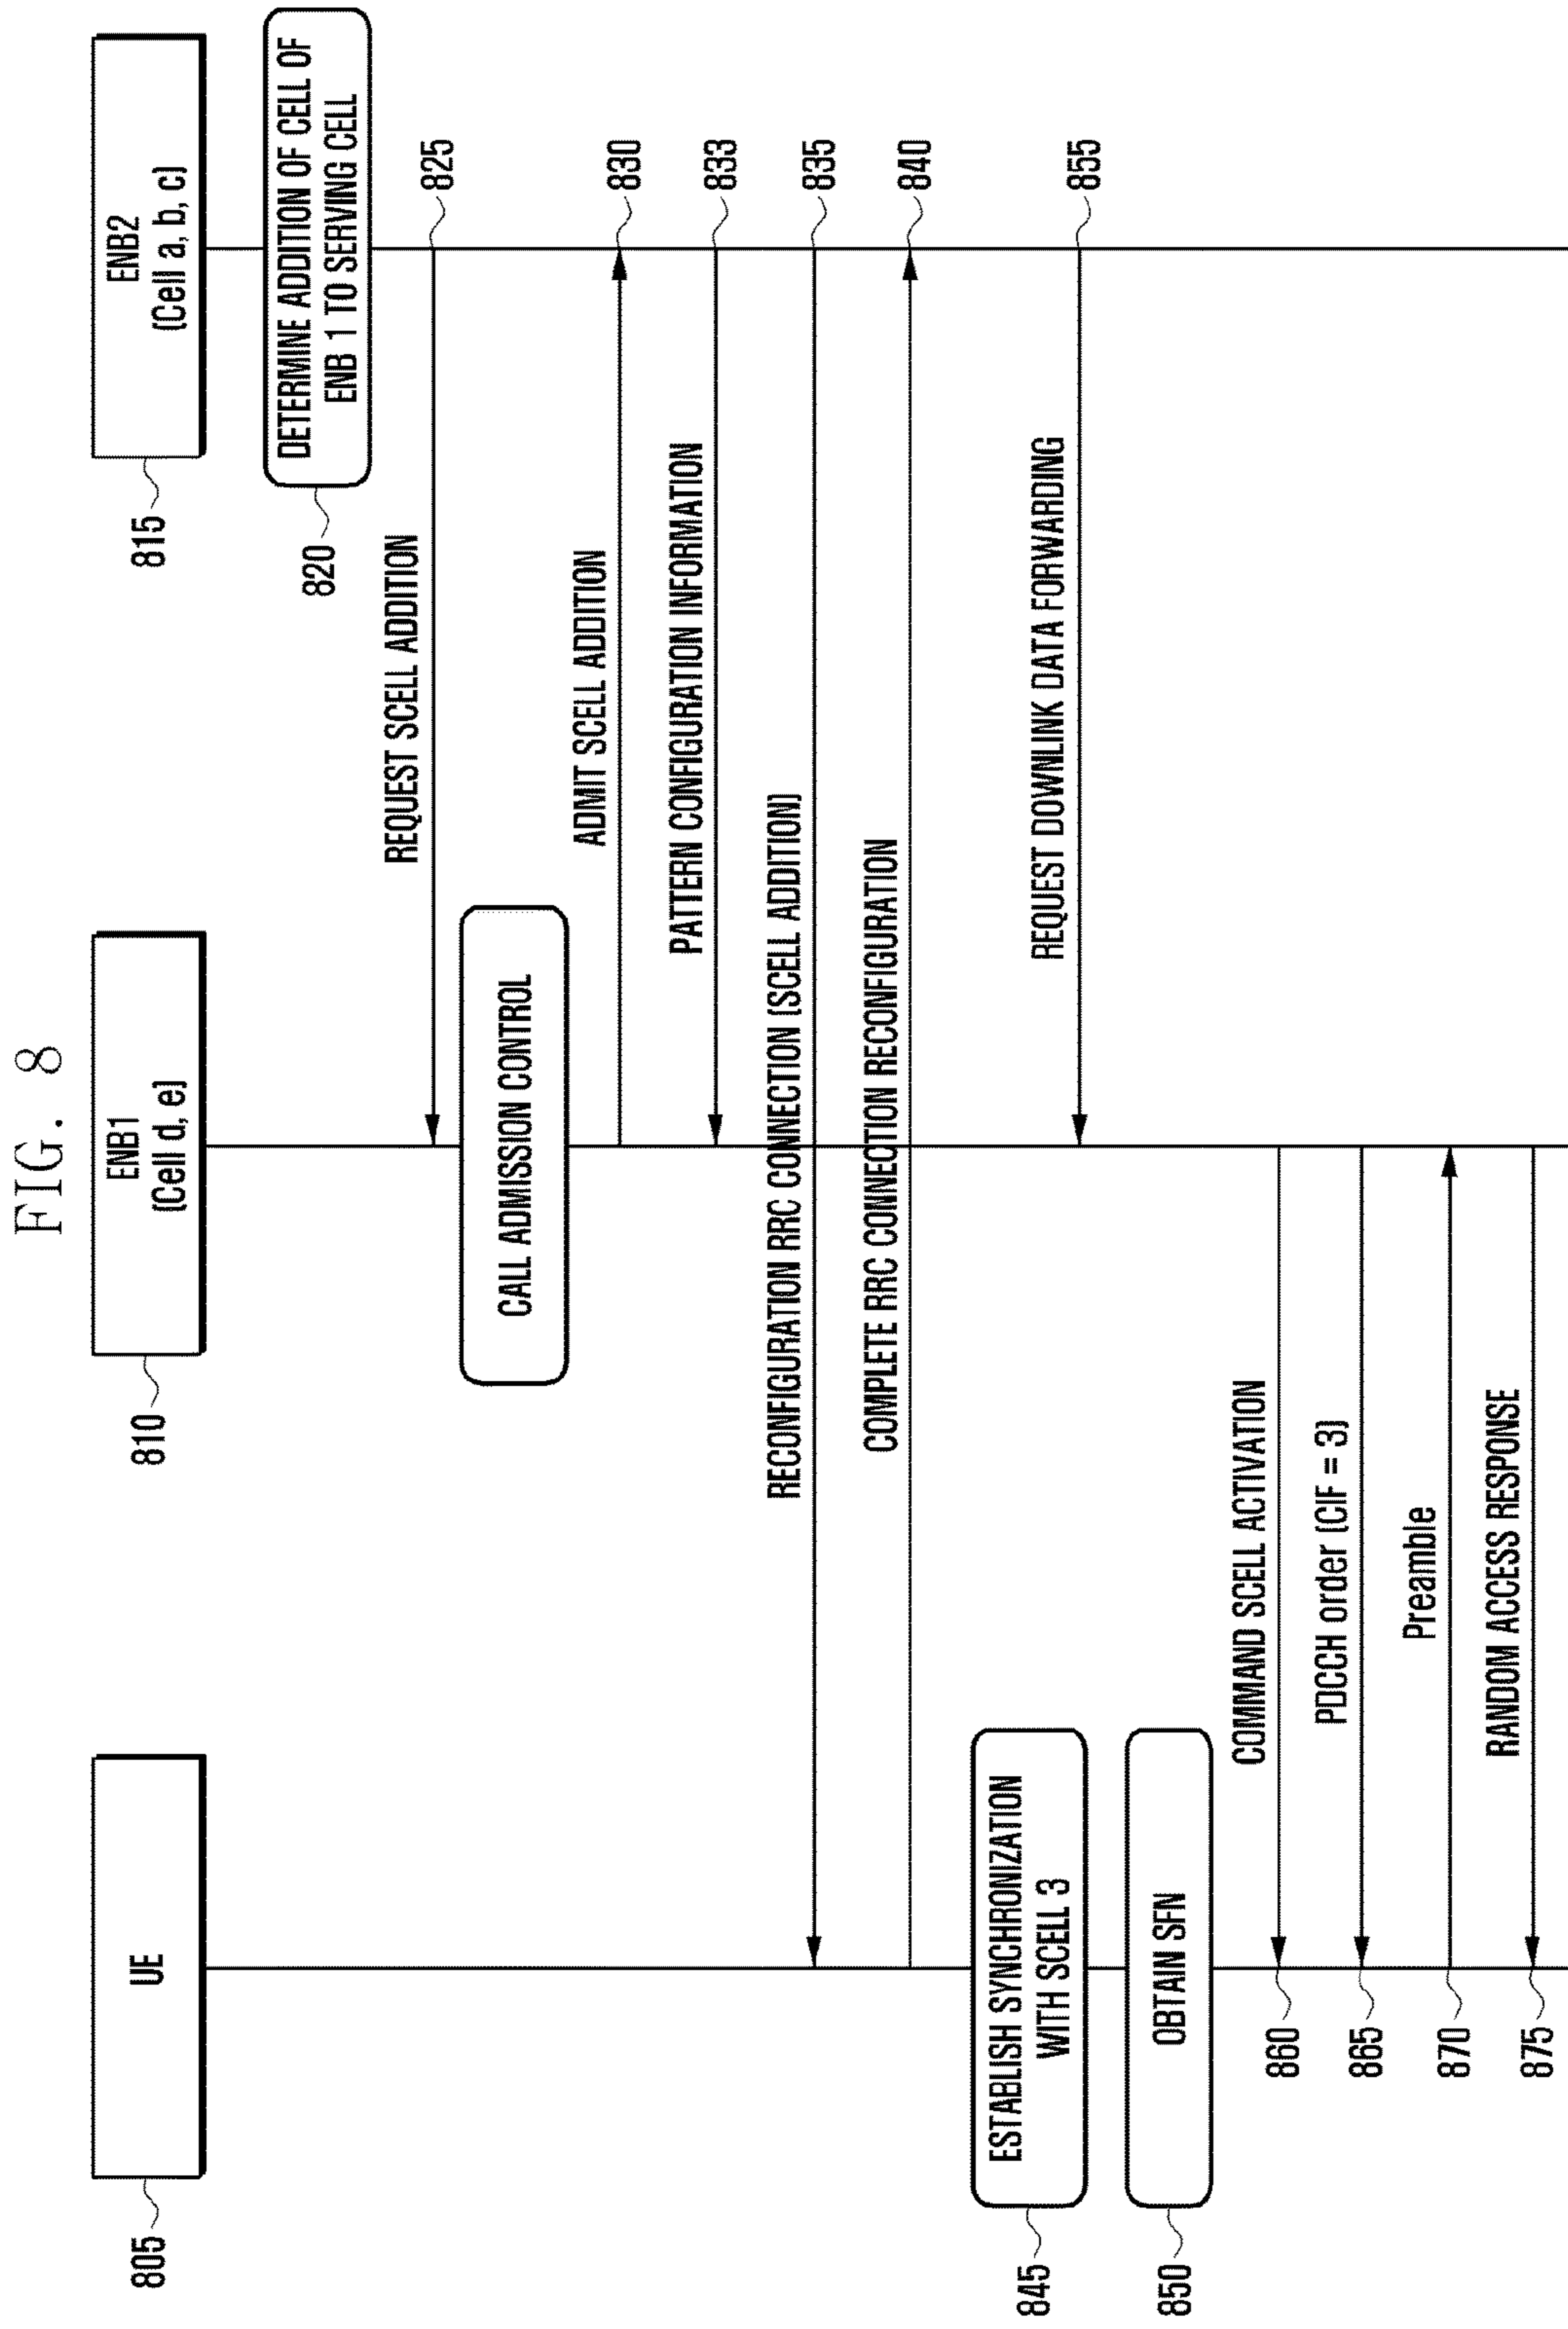 FIG. 8
805
UE
810
ENB1
(Cell d, e)
815
ENB2
(Cell a, b, c)
820
DETERMINE ADDITION OF CELL OF
ENB 1 TO SERVING CELL
REQUEST SCELL ADDITION
825
CALL ADMISSION CONTROL
ADMIT SCELL ADDITION
830
PATTERN CONFIGURATION INFORMATION
833
RECONFIGURATION RRC CONNECTION (SCELL ADDITION)
835
COMPLETE RRC CONNECTION RECONFIGURATION
840
845
ESTABLISH SYNCHRONIZATION
WITH SCELL 3
REQUEST DOWNLINK DATA FORWARDING
855
850
OBTAIN SFN
COMMAND SCELL ACTIVATION
860
PDCCH order (CIF = 3)
865
Preamble
870
RANDOM ACCESS RESPONSE
875